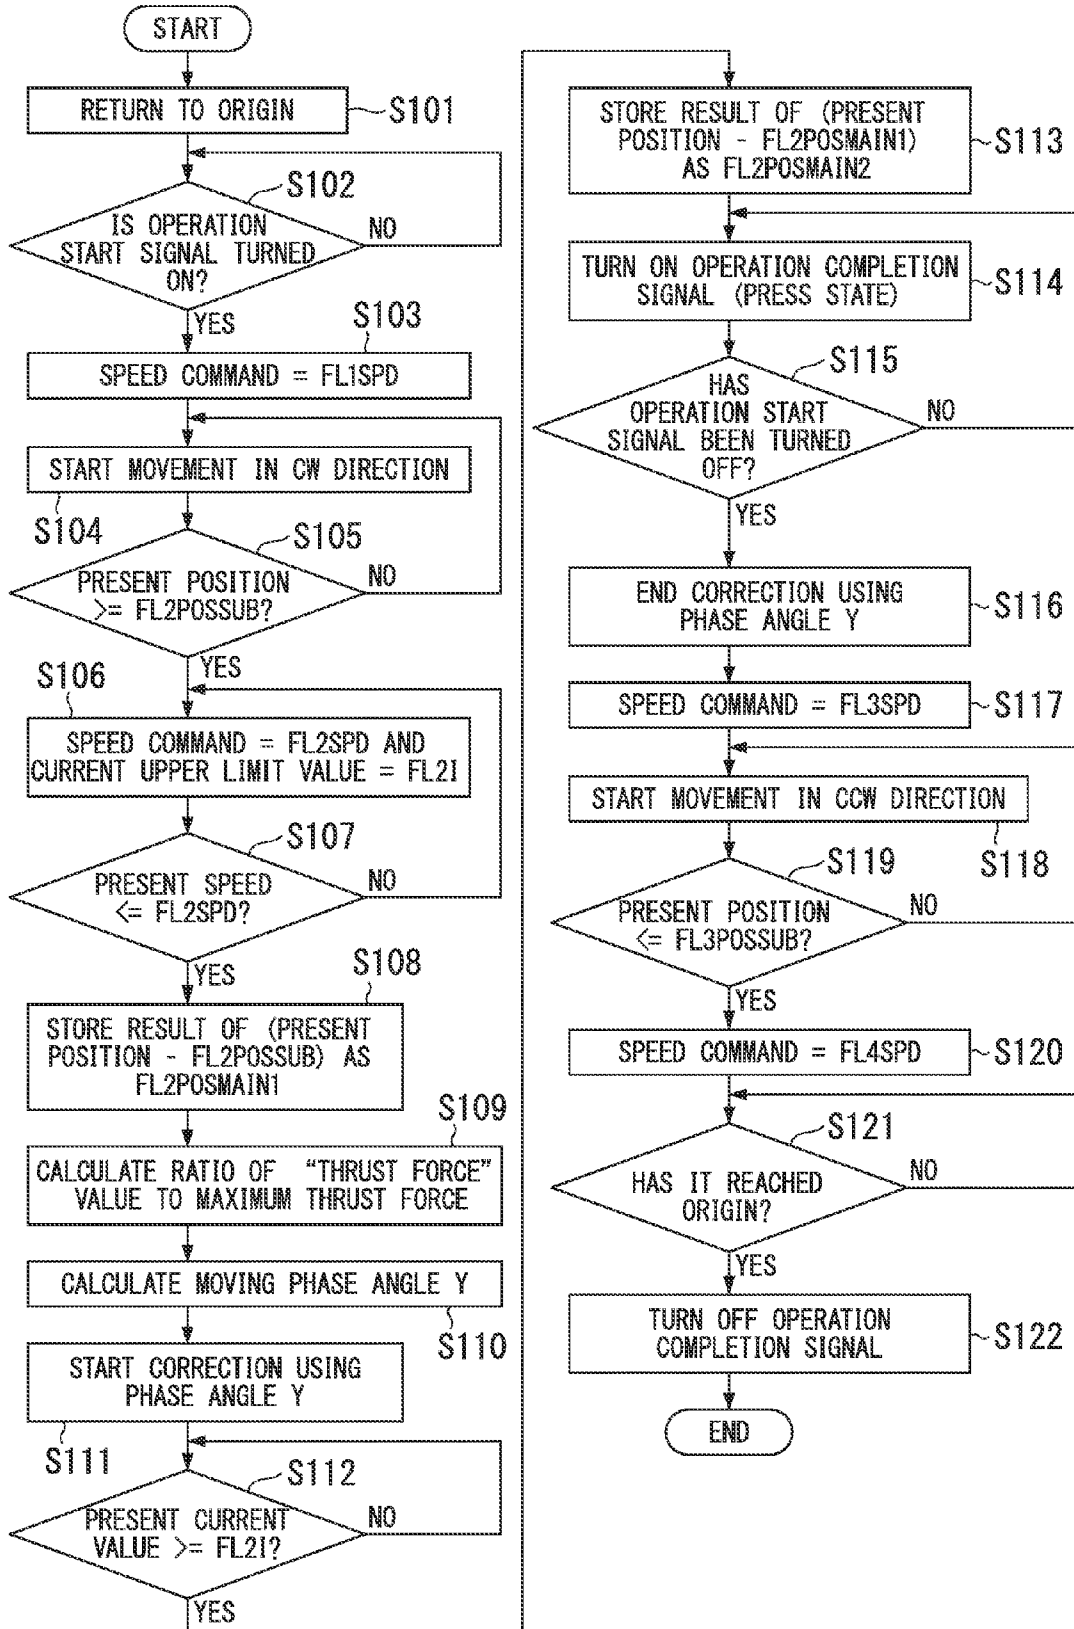 START
RETURN TO ORIGIN
S101
S102
IS OPERATION
START SIGNAL TURNED
ON?
NO
YES
S103
SPEED COMMAND = FL1SPD
START MOVEMENT IN CW DIRECTION
S104
S105
PRESENT POSITION
>= FL2POSSUB?
NO
YES
S106
SPEED COMMAND = FL2SPD AND
CURRENT UPPER LIMIT VALUE = FL2I
S107
PRESENT SPEED
<= FL2SPD?
NO
YES
S108
STORE RESULT OF (PRESENT
POSITION - FL2POSSUB) AS
FL2POSMAIN1
S109
CALCULATE RATIO OF "THRUST FORCE"
VALUE TO MAXIMUM THRUST FORCE
CALCULATE MOVING PHASE ANGLE Y
S110
START CORRECTION USING
PHASE ANGLE Y
S111
S112
PRESENT CURRENT
VALUE >= FL2I?
NO
YES
STORE RESULT OF (PRESENT
POSITION - FL2POSMAIN1)
AS FL2POSMAIN2
S113
TURN ON OPERATION COMPLETION
SIGNAL (PRESS STATE)
S114
S115
HAS
OPERATION START
SIGNAL BEEN TURNED
OFF?
NO
YES
END CORRECTION USING
PHASE ANGLE Y
S116
SPEED COMMAND = FL3SPD
S117
START MOVEMENT IN CCW DIRECTION
S118
S119
PRESENT POSITION
<= FL3POSSUB?
NO
YES
SPEED COMMAND = FL4SPD
S120
S121
HAS IT REACHED
ORIGIN?
NO
YES
TURN OFF OPERATION
COMPLETION SIGNAL
S122
END